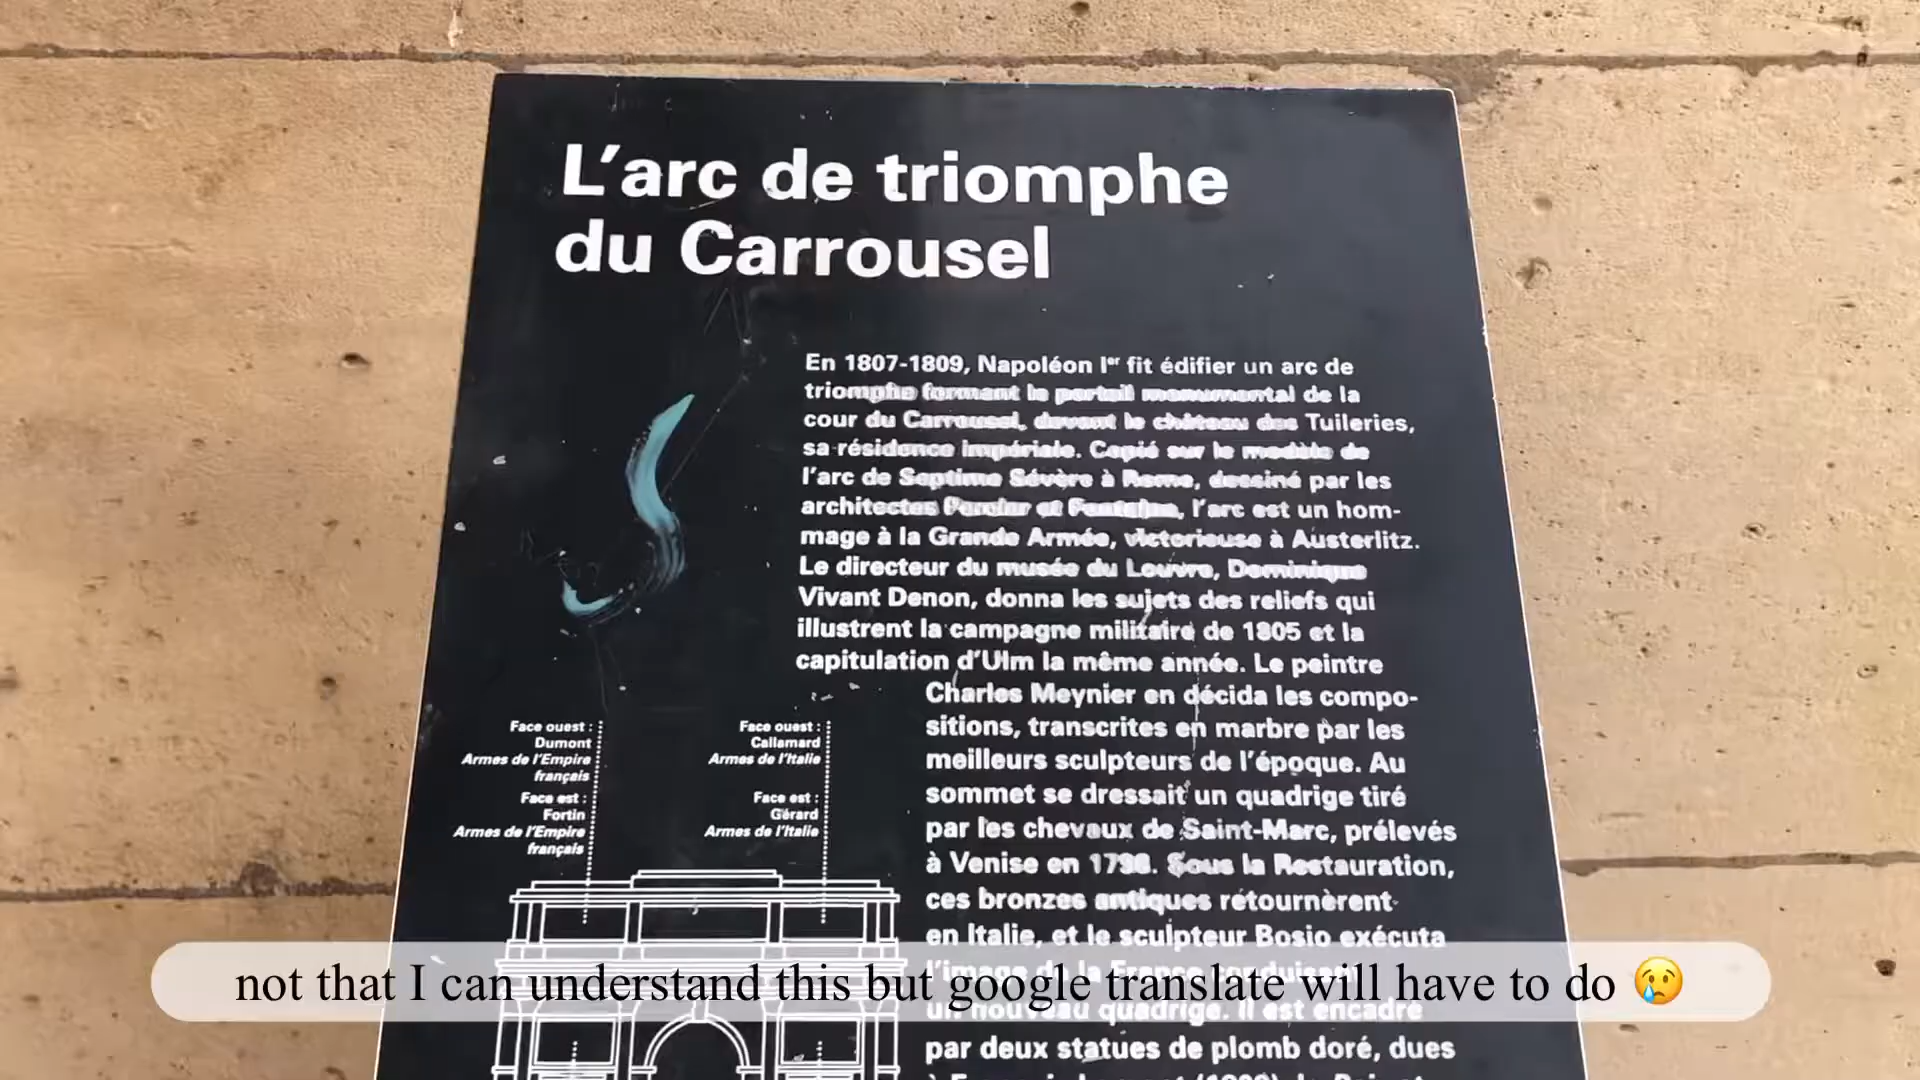 L'arc de triomphe
du Carrousel
En 1807-1809, Napoléon Ier fit édifier un arc de
triomphe formant le portail monumental de la
cour du Carrousel, devant le château des Tuileries,
sa résidence impériale. Copié sur le modèle de
l'arc de Septime Sévère à Rome, dessiné par les
architectes Percier et Fontaine, l'arc est un hom-
mage à la Grande Armée, victorieuse à Austerlitz.
Le directeur du musée du Louvre, Dominique
Vivant Denon, donna les sujets des reliefs qui
illustrent la campagne militaire de 1805 et la
capitulation d'Ulm la même année. Le peintre
Charles Meynier en décida les compo-
sitions, transcrites en marbre par les
meilleurs sculpteurs de l'époque. Au
sommet se dressait un quadrige tiré
par les chevaux de Saint-Marc, prélevés
à Venise en 1798. Sous la Restauration,
ces bronzes antiques retournèrent
en Italie, et le sculpteur Bosio exécuta
l'image de la France conduisant
un nouveau quadrige. Il est encadré
par deux statues de plomb doré, dues
Face ouest :
Dumont
Armes de l'Empire
français
Face est :
Fortin
Armes de l'Empire
français
Face ouest :
Callamard
Armes de l'Italie
Face est :
Gérard
Armes de l'Italie
not that I can understand this but google translate will have to do 😢